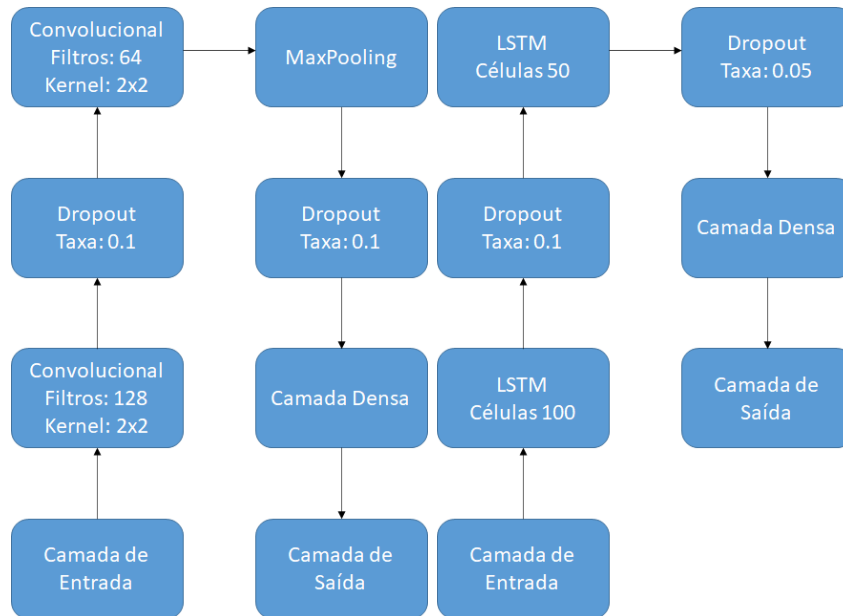 Convolucional
Filtros: 64
Kernel: 2x2
MaxPooling
LSTM
Células 50
Dropout
Taxa: 0.05
Dropout
Taxa: 0.1
Dropout
Taxa: 0.1
Dropout
Taxa: 0.1
Camada Densa
Convolucional
Filtros: 128
Kernel: 2x2
Camada Densa
LSTM
Células 100
Camada de
Saída
Camada de
Entrada
Camada de
Saída
Camada de
Entrada